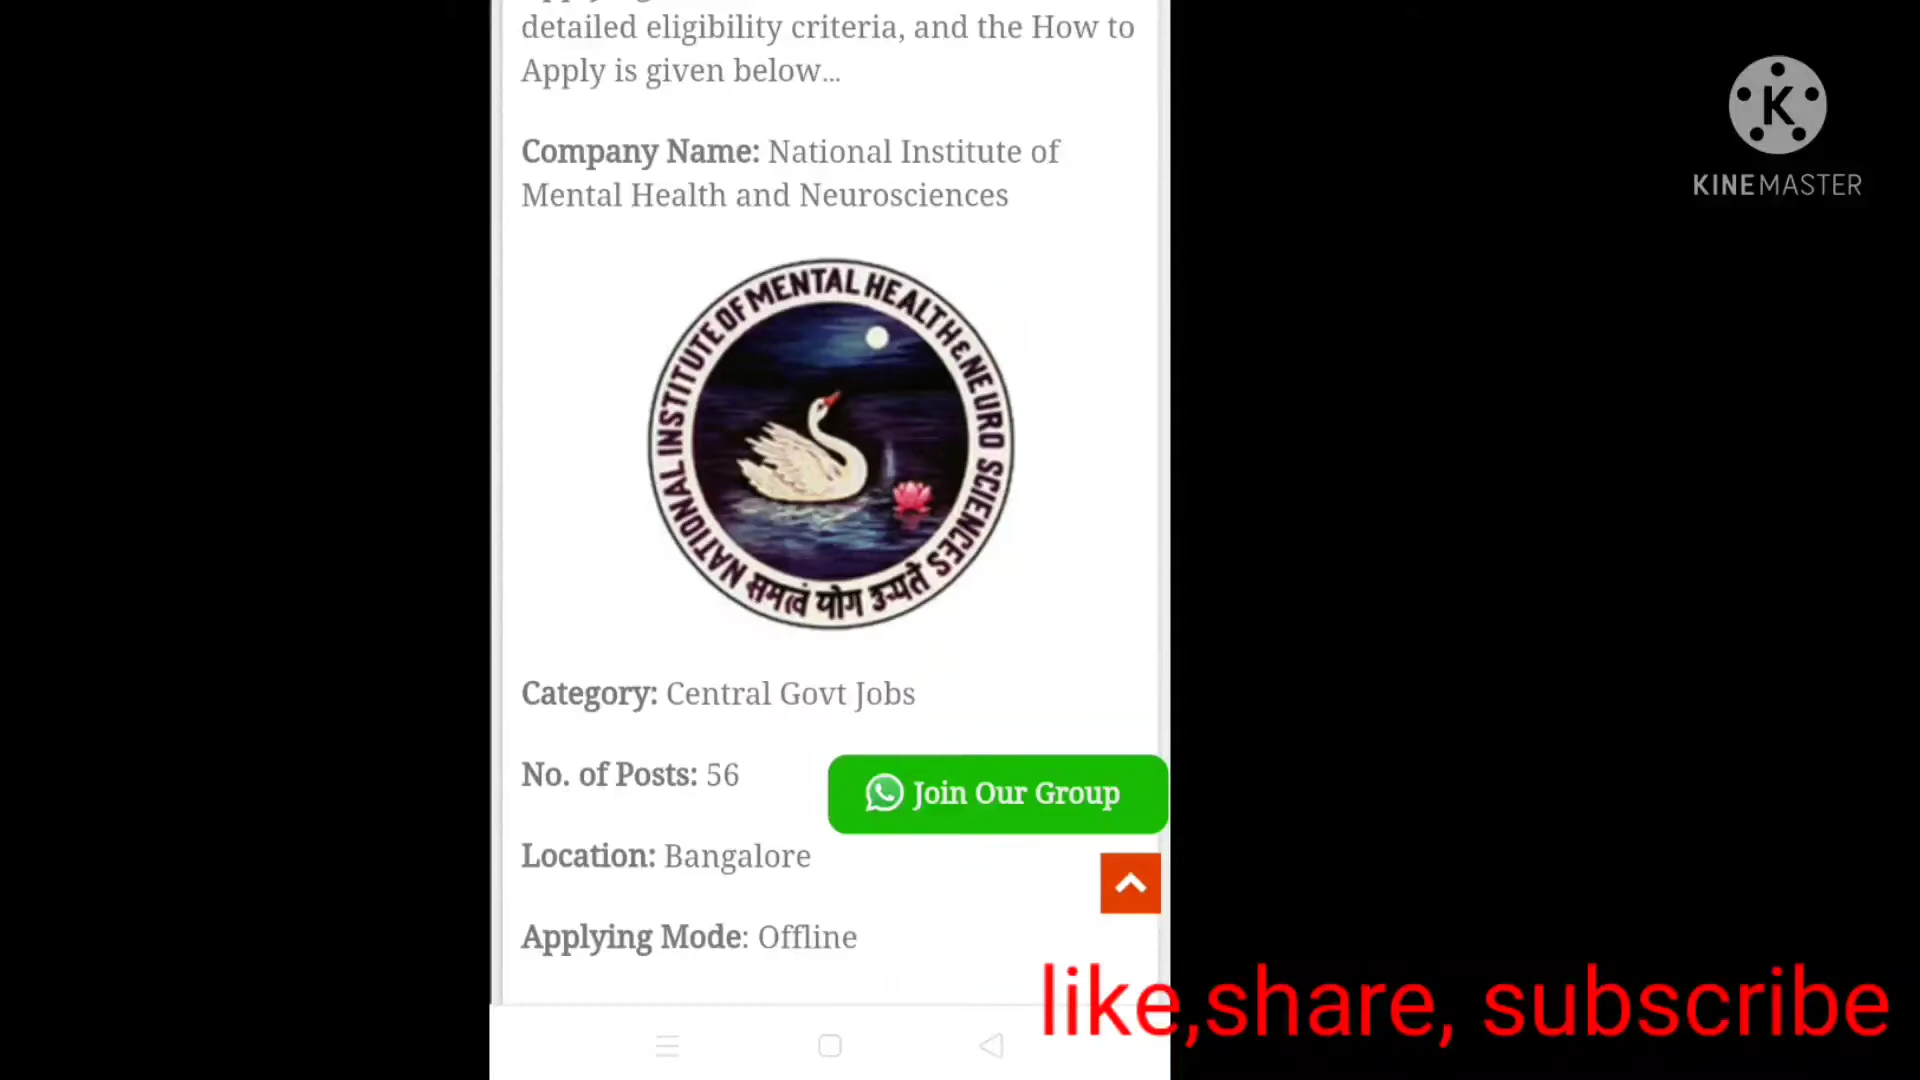 detailed eligibility criteria, and the How to
Apply is given below...
Company Name: National Institute of
Mental Health and Neurosciences
NATIONAL INSTITUTE OF MENTAL HEALTH & NEURO SCIENCES
समत्वं योग उच्यते
Category: Central Govt Jobs
No. of Posts: 56
Join Our Group
Location: Bangalore
Applying Mode: Offline
like,share, subscribe
K
KINEMASTER